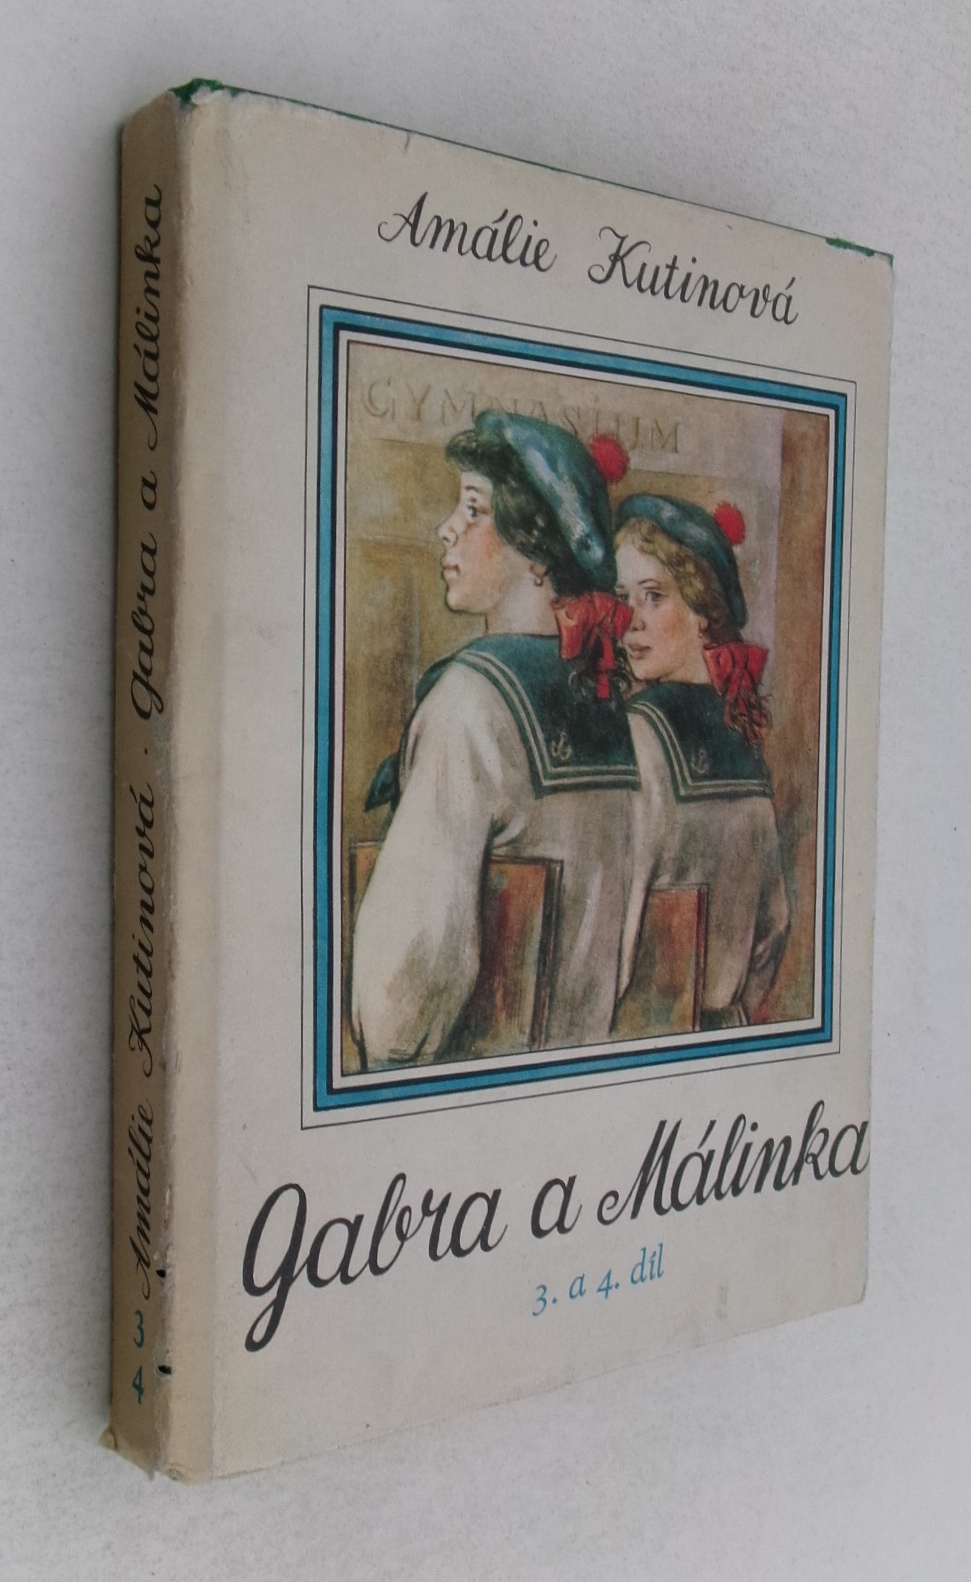 Amálie Kutinová
GYMNASIUM
Gabra a Málinka
3. a 4. díl
Amálie Kutinová · Gabra a Málinka
3
4